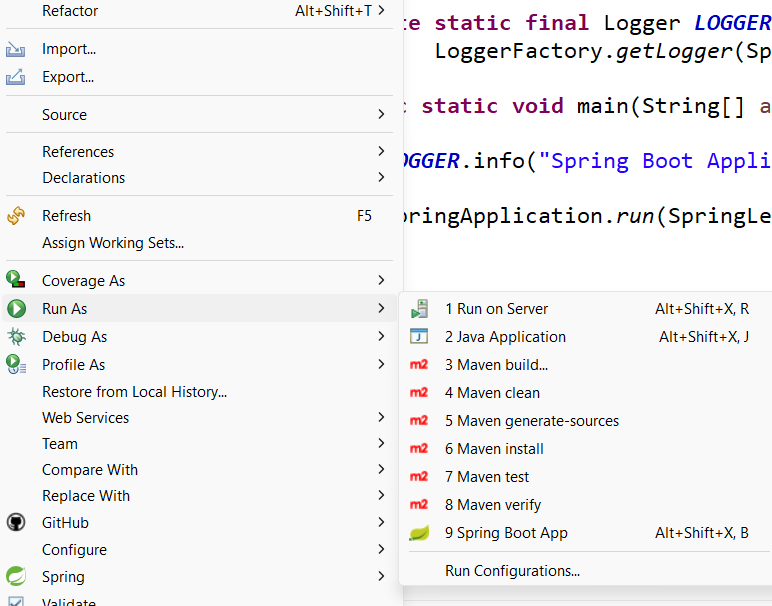 Refactor Alt+Shift+T
Import...
Export...
Source
References
Declarations
Refresh F5
Assign Working Sets...
Coverage As
Run As
Debug As
Profile As
Restore from Local History...
Web Services
Team
Compare With
Replace With
GitHub
Configure
Spring
Validate
te static final Logger LOGGER
LoggerFactory.getLogger(Sp
c static void main(String[] a
OGGER.info("Spring Boot Appli
pringApplication.run(SpringLe
1 Run on Server Alt+Shift+X, R
2 Java Application Alt+Shift+X, J
m2 3 Maven build...
m2 4 Maven clean
m2 5 Maven generate-sources
m2 6 Maven install
m2 7 Maven test
m2 8 Maven verify
9 Spring Boot App Alt+Shift+X, B
Run Configurations...